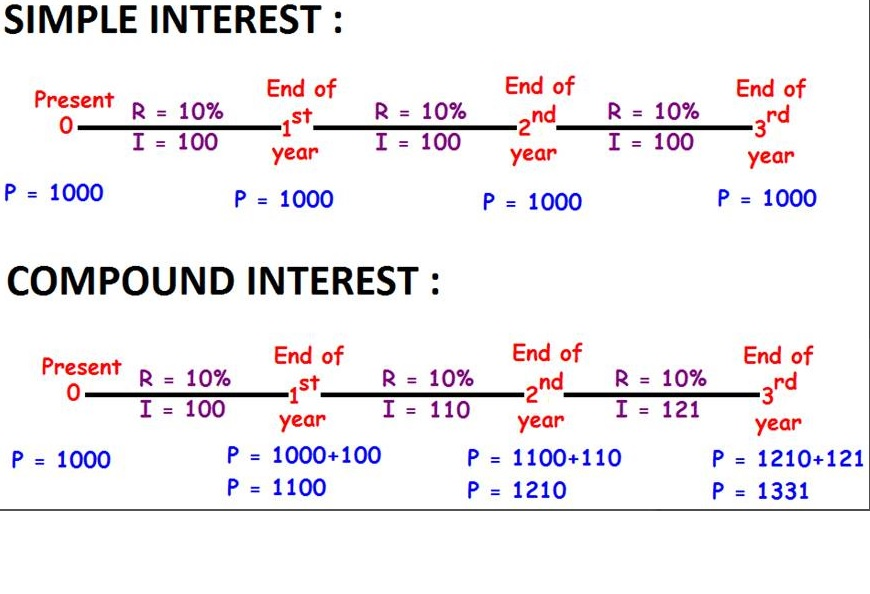 SIMPLE INTEREST :
Present
0
R = 10%
I = 100
End of
1st
year
R = 10%
I = 100
End of
2nd
year
R = 10%
I = 100
End of
3rd
year
P = 1000
P = 1000
P = 1000
P = 1000
COMPOUND INTEREST :
Present
0
R = 10%
I = 100
End of
1st
year
R = 10%
I = 110
End of
2nd
year
R = 10%
I = 121
End of
3rd
year
P = 1000
P = 1000+100
P = 1100
P = 1100+110
P = 1210
P = 1210+121
P = 1331